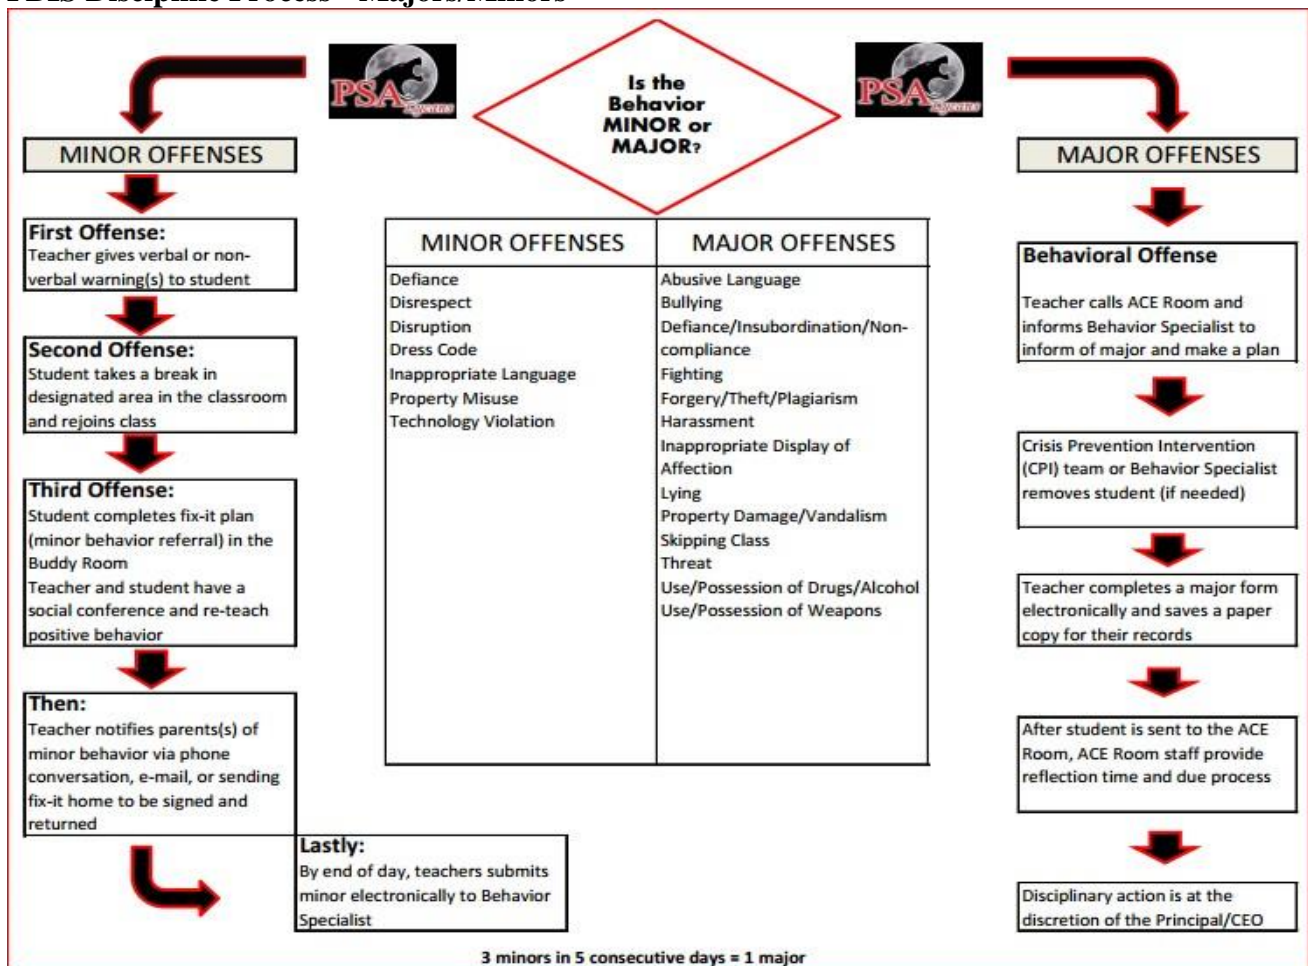 PBIS Discipline Process - Majors/Minors
PSA
Lycans
Is the
Behavior
MINOR or
MAJOR?
PSA
Lycans
MINOR OFFENSES
First Offense:
Teacher gives verbal or non-
verbal warning(s) to student
Second Offense:
Student takes a break in
designated area in the classroom
and rejoins class
Third Offense:
Student completes fix-it plan
(minor behavior referral) in the
Buddy Room
Teacher and student have a
social conference and re-teach
positive behavior
Then:
Teacher notifies parents(s) of
minor behavior via phone
conversation, e-mail, or sending
fix-it home to be signed and
returned
Lastly:
By end of day, teachers submits
minor electronically to Behavior
Specialist
MINOR OFFENSES
Defiance
Disrespect
Disruption
Dress Code
Inappropriate Language
Property Misuse
Technology Violation
MAJOR OFFENSES
Abusive Language
Bullying
Defiance/Insubordination/Non-
compliance
Fighting
Forgery/Theft/Plagiarism
Harassment
Inappropriate Display of
Affection
Lying
Property Damage/Vandalism
Skipping Class
Threat
Use/Possession of Drugs/Alcohol
Use/Possession of Weapons
MAJOR OFFENSES
Behavioral Offense
Teacher calls ACE Room and
informs Behavior Specialist to
inform of major and make a plan
Crisis Prevention Intervention
(CPI) team or Behavior Specialist
removes student (if needed)
Teacher completes a major form
electronically and saves a paper
copy for their records
After student is sent to the ACE
Room, ACE Room staff provide
reflection time and due process
Disciplinary action is at the
discretion of the Principal/CEO
3 minors in 5 consecutive days = 1 major